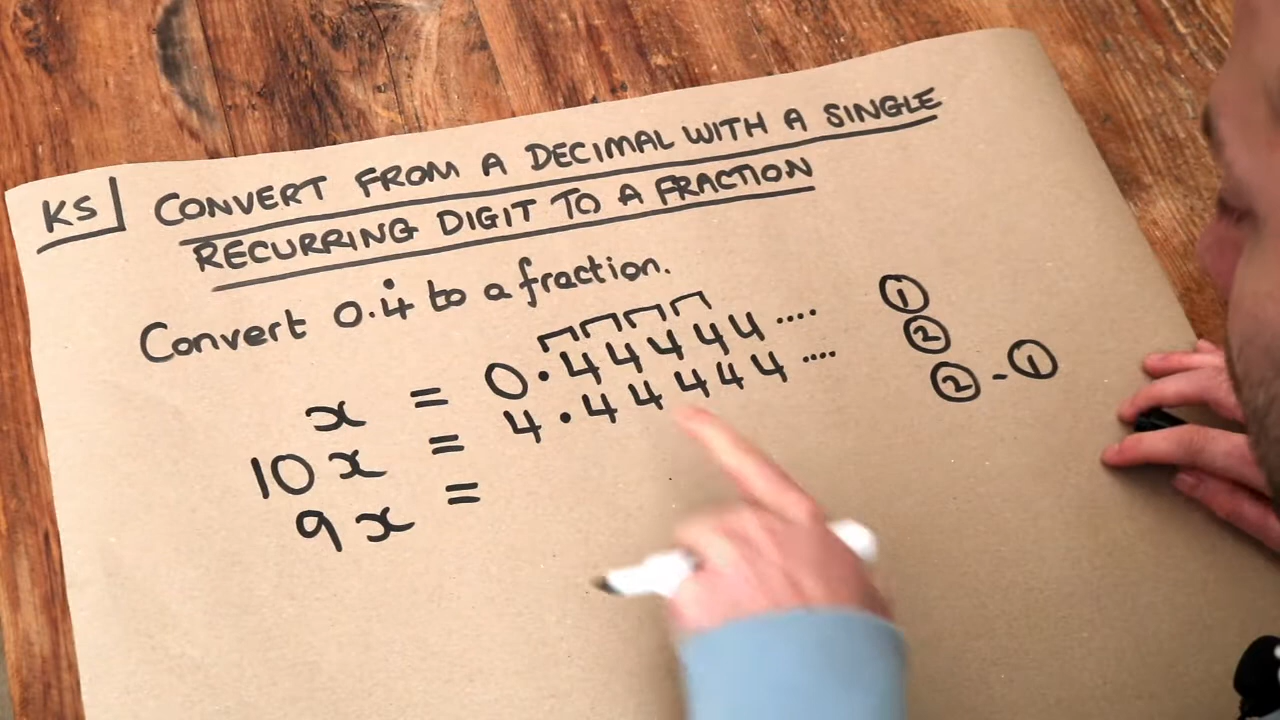 KS CONVERT FROM A DECIMAL WITH A SINGLE
RECURRING DIGIT TO A FRACTION
Convert 0.4̇ to a fraction.
x = 0.44444.... ①
10x = 4.44444.... ②
9x = ② - ①